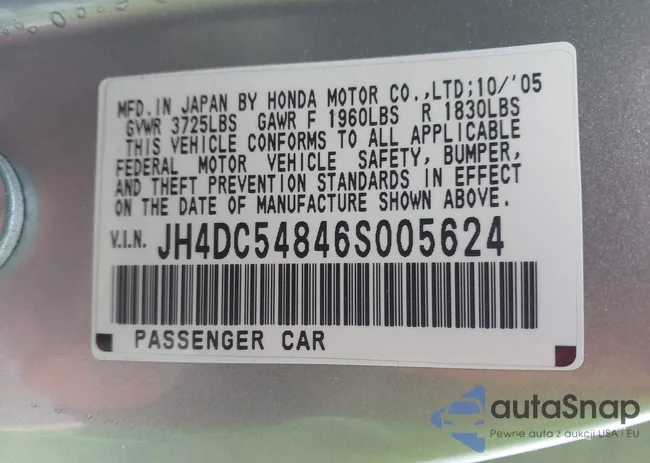 MFD.IN JAPAN BY HONDA MOTOR CO.,LTD;10/'05
GVWR 3725LBS GAWR F 1960LBS R 1830LBS
THIS VEHICLE CONFORMS TO ALL APPLICABLE
FEDERAL MOTOR VEHICLE SAFETY, BUMPER,
AND THEFT PREVENTION STANDARDS IN EFFECT
ON THE DATE OF MANUFACTURE SHOWN ABOVE.
V.I.N. JH4DC54846S005624
PASSENGER CAR
autaSnap
Pewne auta z aukcji USA i EU